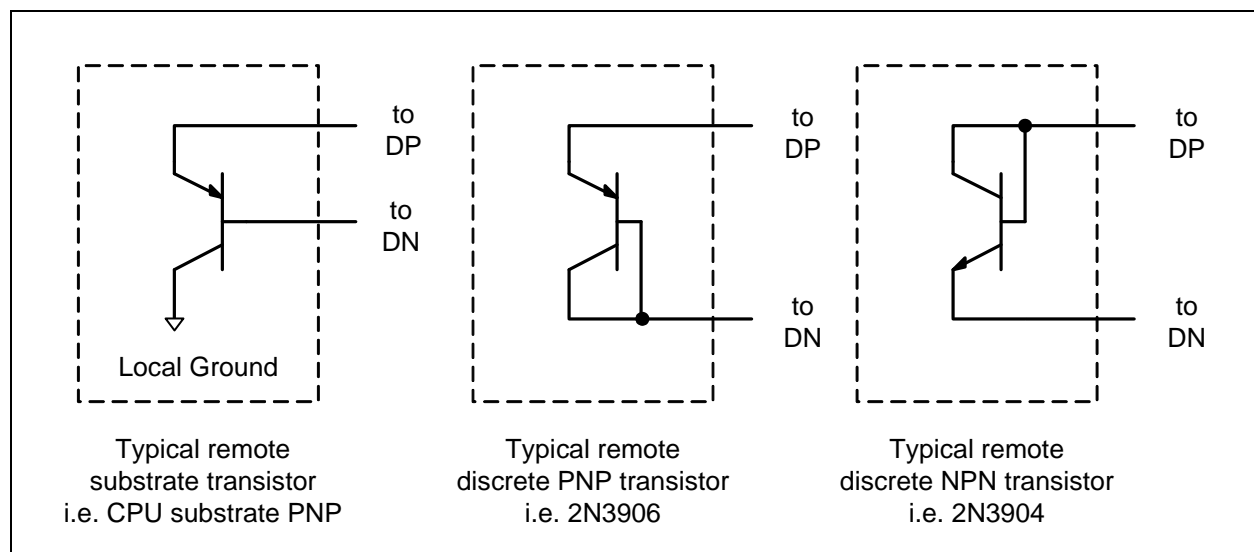 to
DP
to
DN
Local Ground
Typical remote
substrate transistor
i.e. CPU substrate PNP
to
DP
to
DN
Typical remote
discrete PNP transistor
i.e. 2N3906
to
DP
to
DN
Typical remote
discrete NPN transistor
i.e. 2N3904